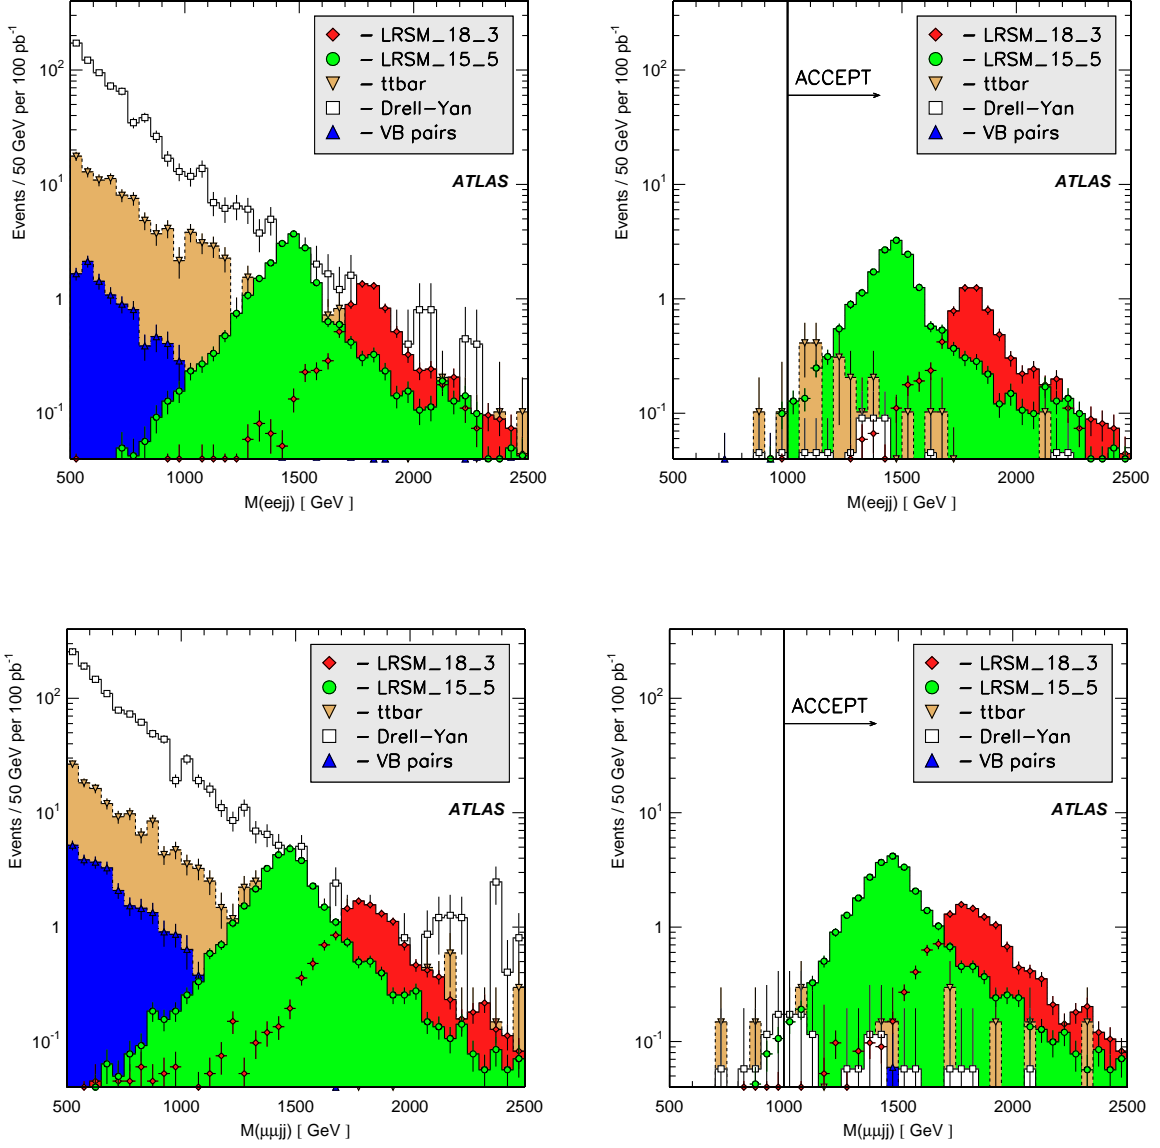 Events / 50 GeV per 100 pb-1
10²
10
1
10-1
– LRSM_18_3
– LRSM_15_5
– ttbar
– Drell-Yan
– VB pairs
ATLAS
500 1000 1500 2000 2500
M(eejj) [ GeV ]
Events / 50 GeV per 100 pb-1
10²
10
1
10-1
– LRSM_18_3
– LRSM_15_5
– ttbar
– Drell-Yan
– VB pairs
ACCEPT
ATLAS
500 1000 1500 2000 2500
M(eejj) [ GeV ]
Events / 50 GeV per 100 pb-1
10²
10
1
10-1
– LRSM_18_3
– LRSM_15_5
– ttbar
– Drell-Yan
– VB pairs
ATLAS
500 1000 1500 2000 2500
M(μμjj) [ GeV ]
Events / 50 GeV per 100 pb-1
10²
10
1
10-1
– LRSM_18_3
– LRSM_15_5
– ttbar
– Drell-Yan
– VB pairs
ACCEPT
ATLAS
500 1000 1500 2000 2500
M(μμjj) [ GeV ]